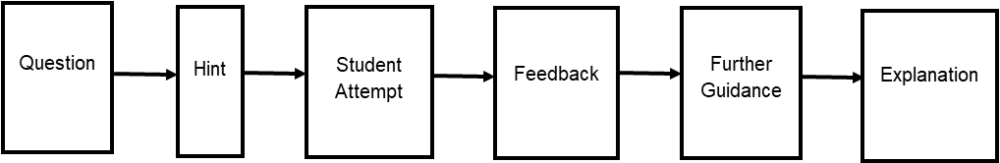 Question
Hint
Student
Attempt
Feedback
Further
Guidance
Explanation